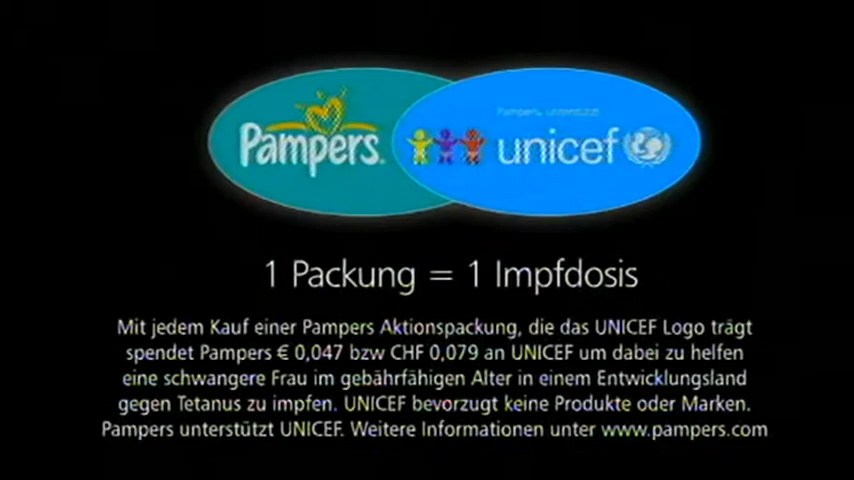 Pampers
Pampers unterstützt
unicef
1 Packung = 1 Impfdosis
Mit jedem Kauf einer Pampers Aktionspackung, die das UNICEF Logo trägt
spendet Pampers € 0,047 bzw CHF 0,079 an UNICEF um dabei zu helfen
eine schwangere Frau im gebährfähigen Alter in einem Entwicklungsland
gegen Tetanus zu impfen. UNICEF bevorzugt keine Produkte oder Marken.
Pampers unterstützt UNICEF. Weitere Informationen unter www.pampers.com